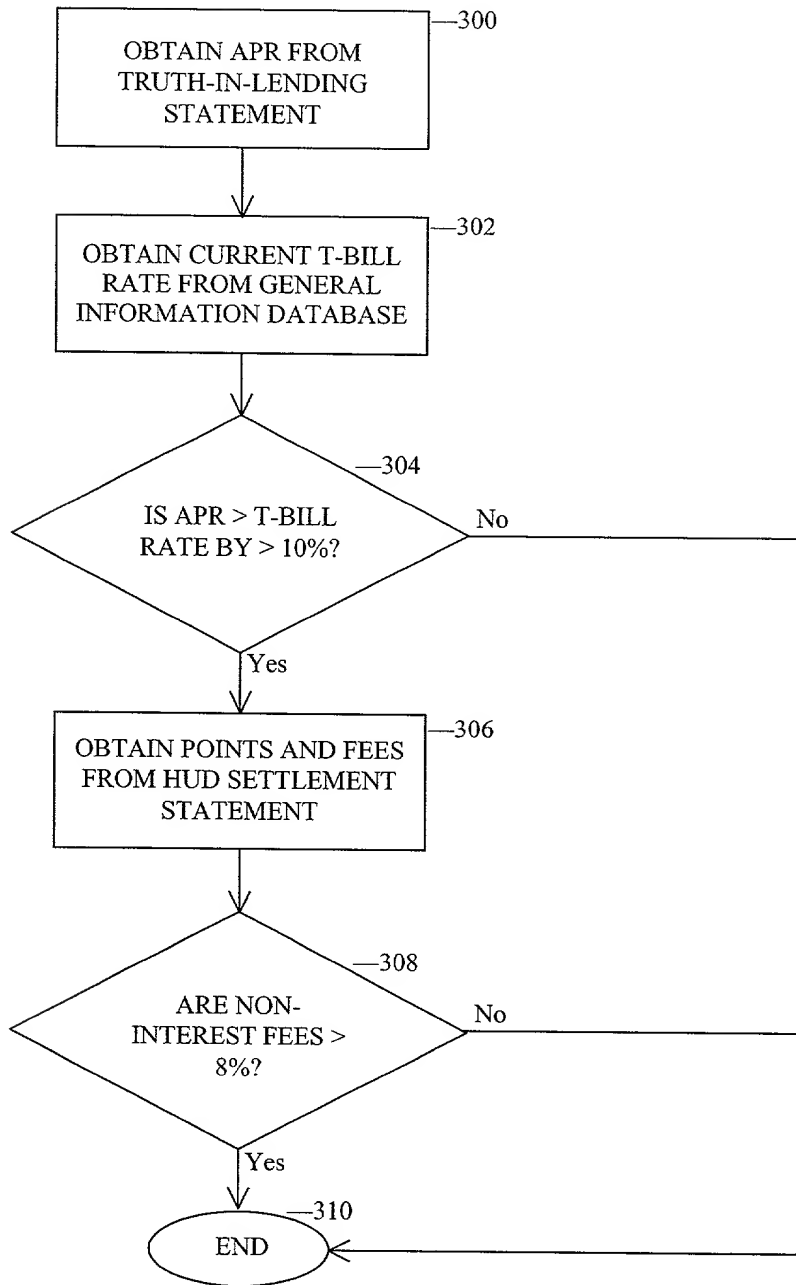 —300
OBTAIN APR FROM
TRUTH-IN-LENDING
STATEMENT
—302
OBTAIN CURRENT T-BILL
RATE FROM GENERAL
INFORMATION DATABASE
—304
IS APR > T-BILL
RATE BY > 10%?
No
Yes
—306
OBTAIN POINTS AND FEES
FROM HUD SETTLEMENT
STATEMENT
—308
ARE NON-
INTEREST FEES >
8%?
No
Yes
—310
END